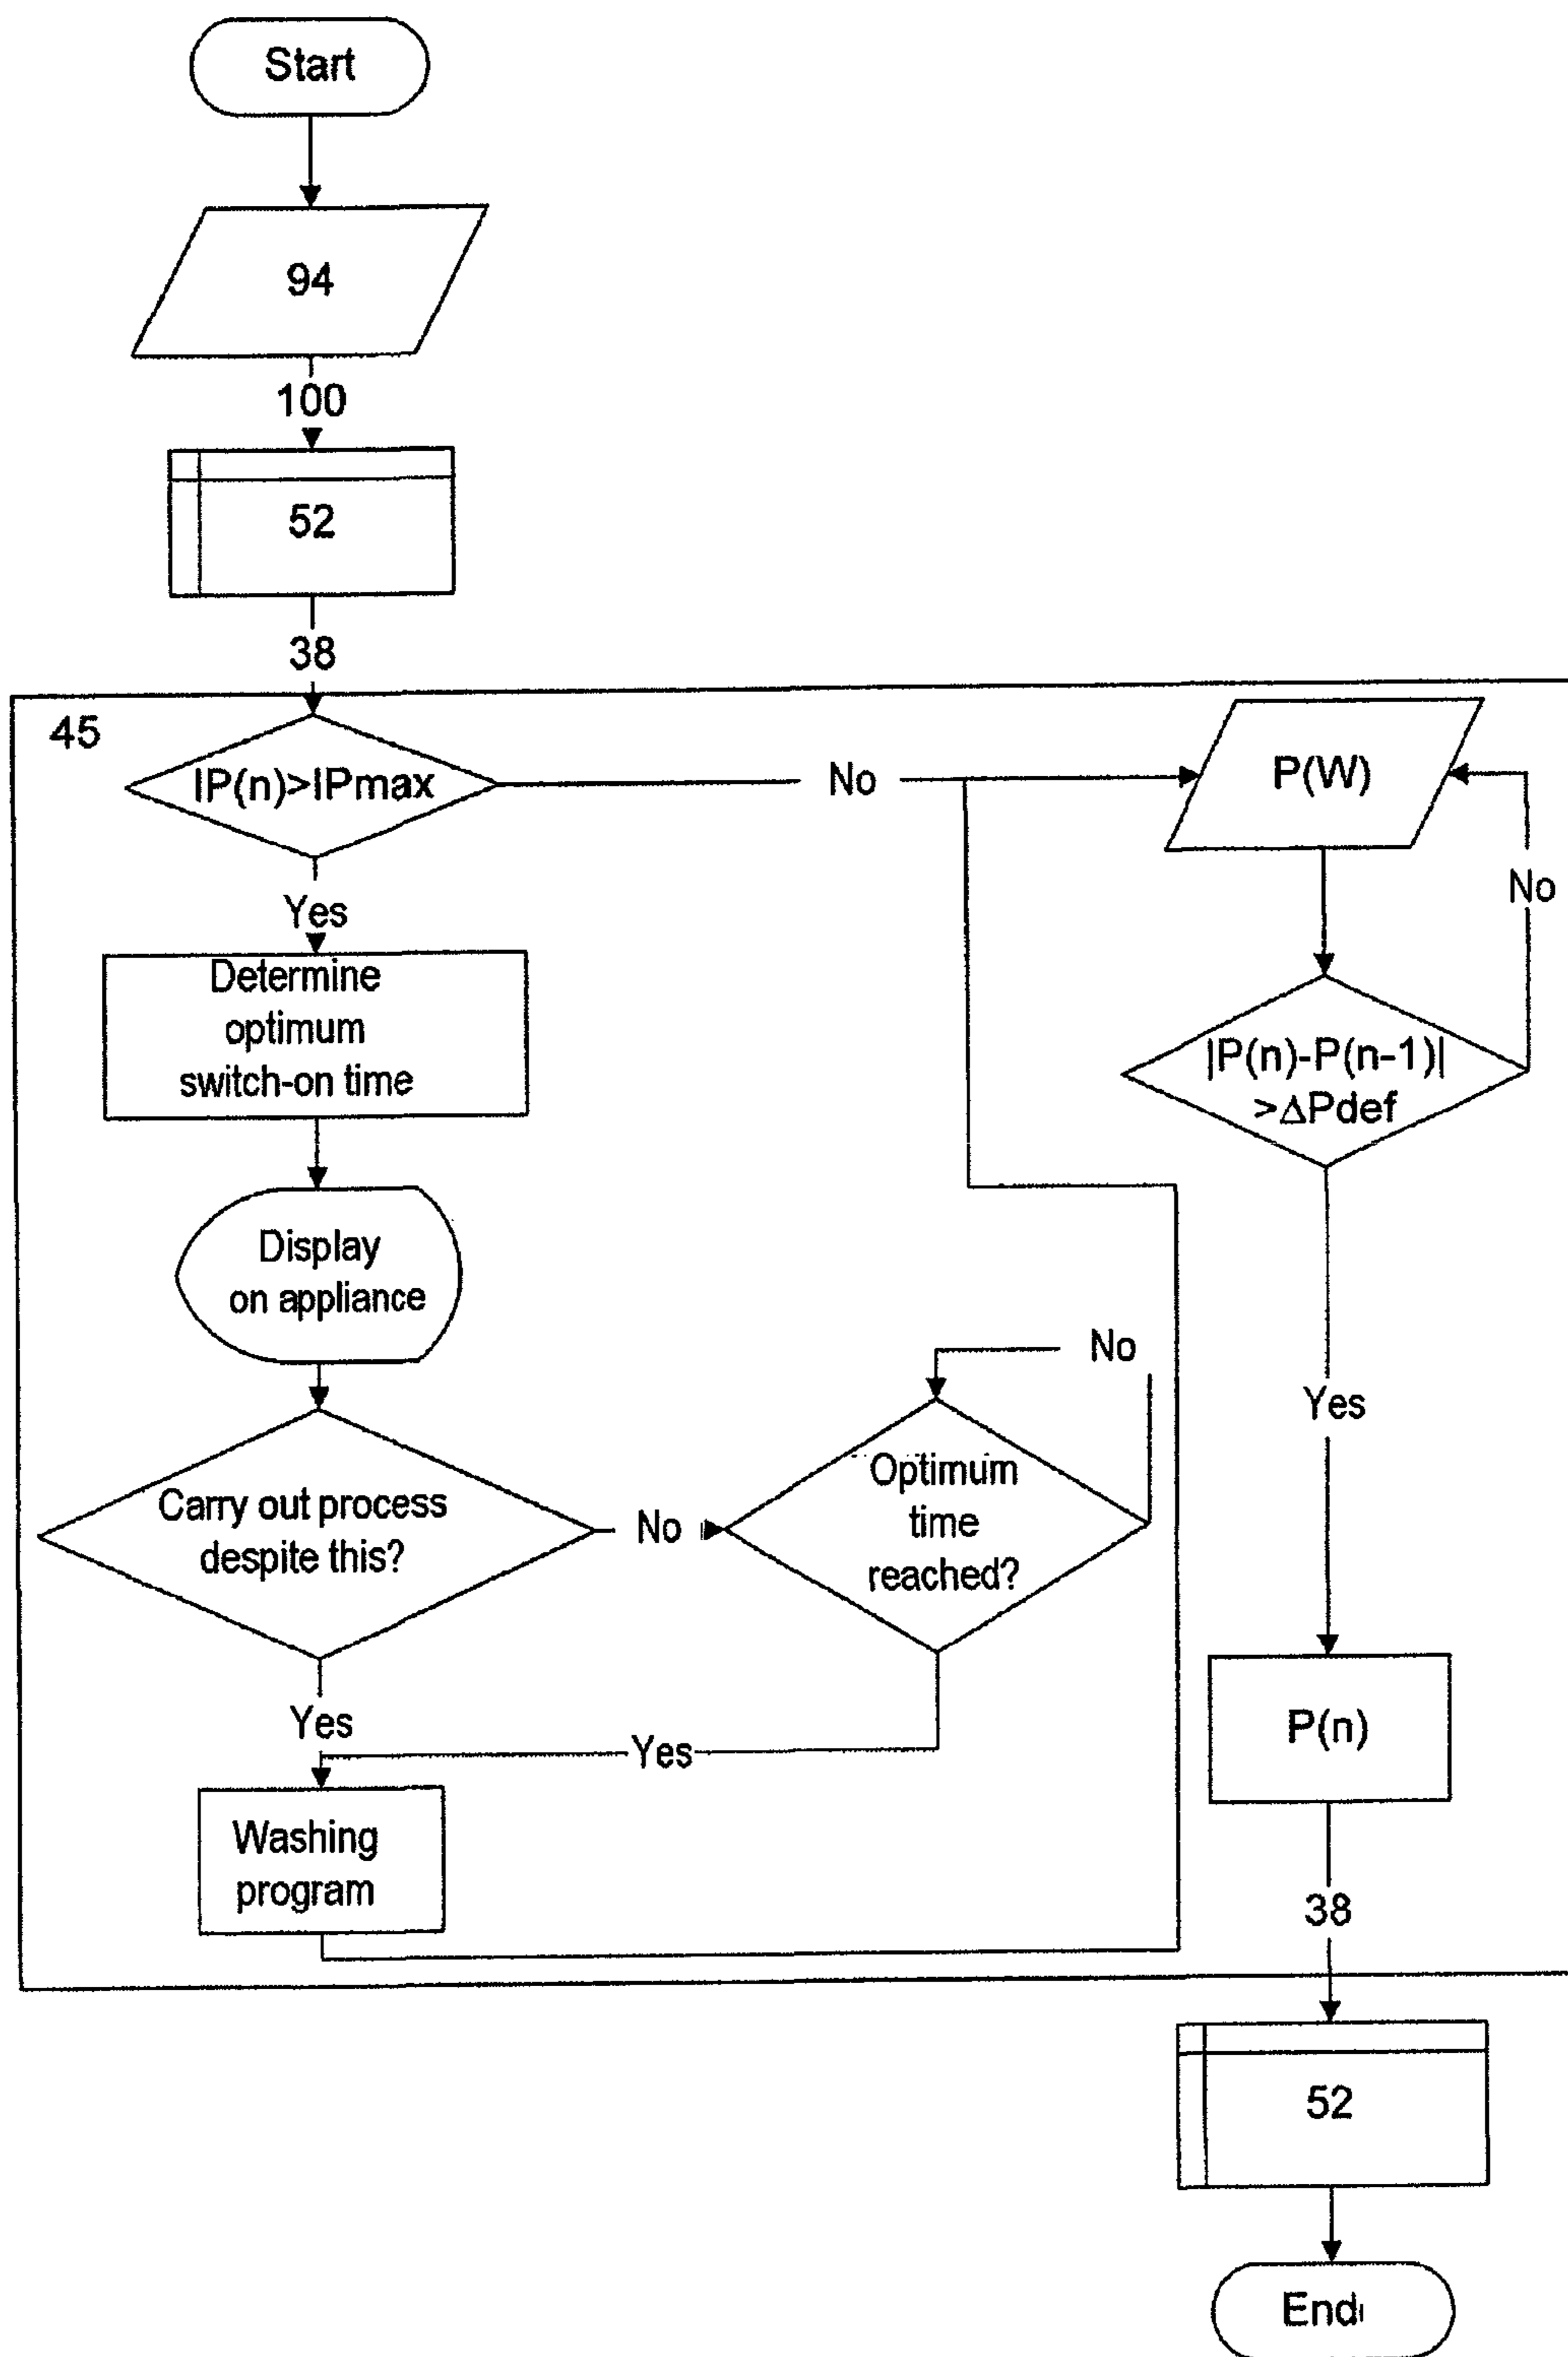 Start
94
100
52
38
45
IP(n)>IPmax
No
P(W)
No
Yes
Determine
optimum
switch-on time
|P(n)-P(n-1)|
>ΔPdef
Display
on appliance
No
Yes
Carry out process
despite this?
No
Optimum
time
reached?
Yes
Yes
P(n)
Washing
program
38
52
End